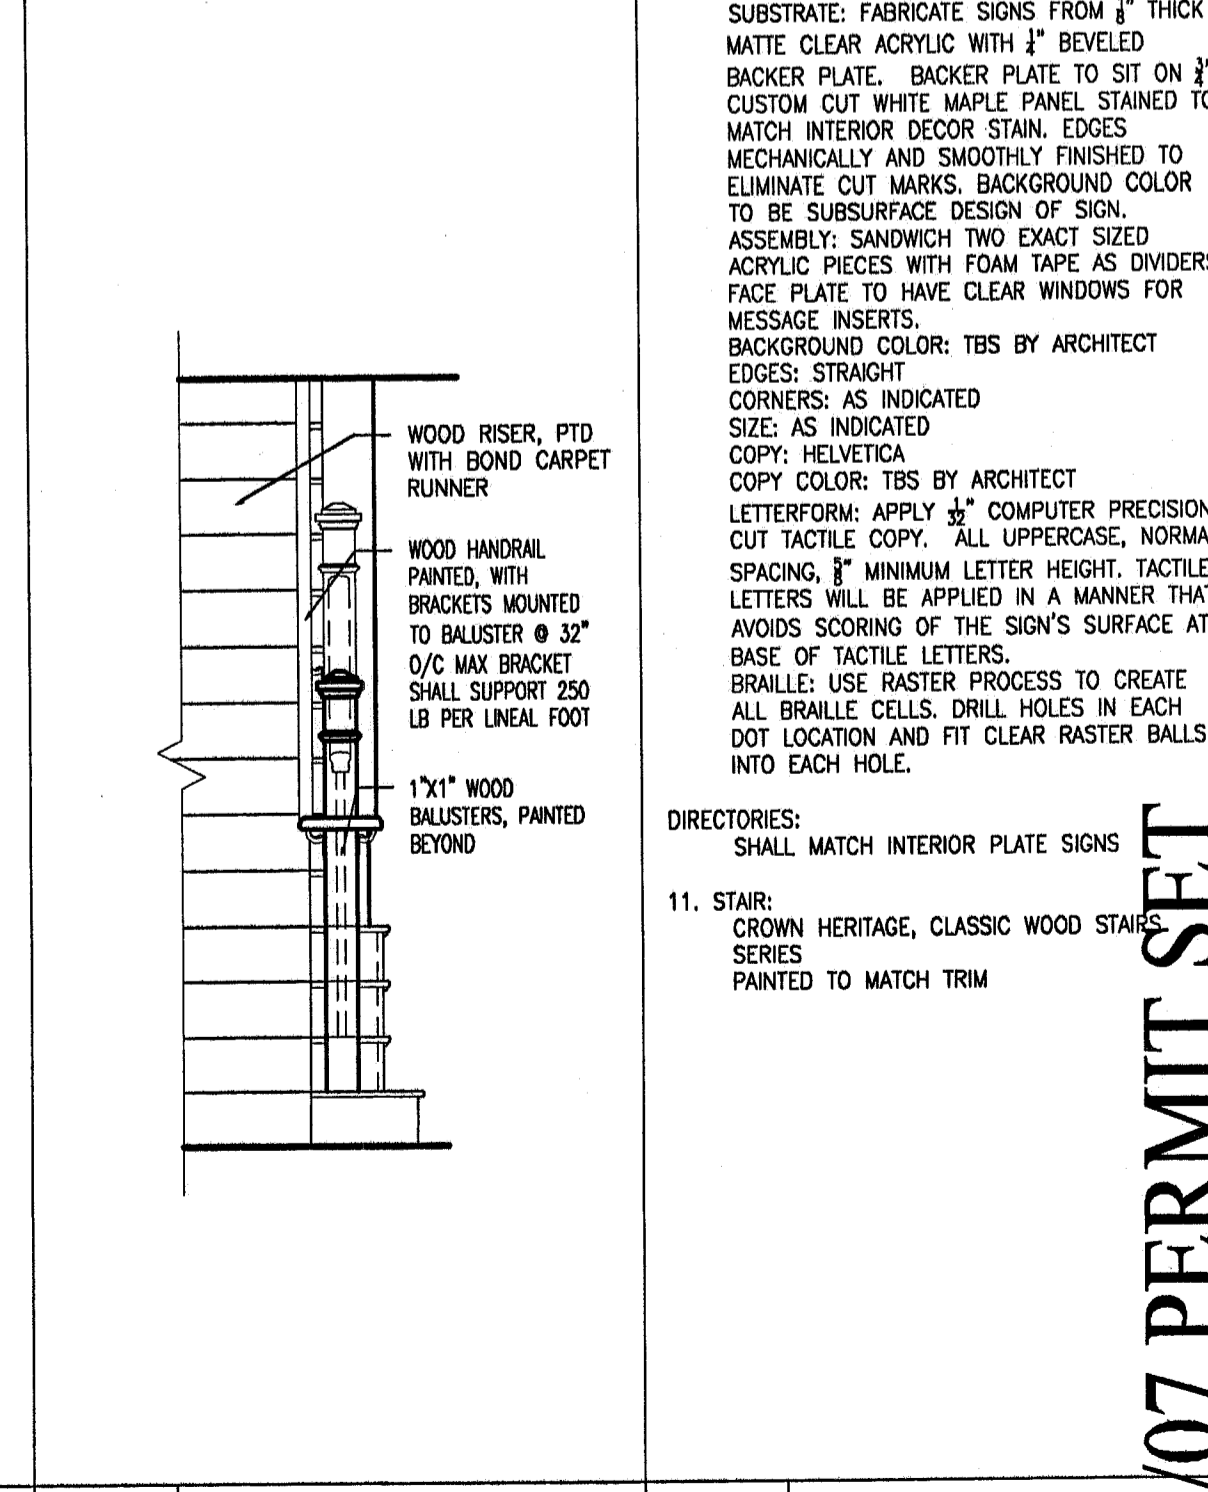 WOOD RISER, PTD
WITH BOND CARPET
RUNNER
WOOD HANDRAIL
PAINTED, WITH
BRACKETS MOUNTED
TO BALUSTER @ 32"
O/C MAX BRACKET
SHALL SUPPORT 250
LB PER LINEAL FOOT
1"X1" WOOD
BALUSTERS, PAINTED
BEYOND
SUBSTRATE: FABRICATE SIGNS FROM 1/8" THICK
MATTE CLEAR ACRYLIC WITH 1/4" BEVELED
BACKER PLATE. BACKER PLATE TO SIT ON 3/4"
CUSTOM CUT WHITE MAPLE PANEL STAINED TO
MATCH INTERIOR DECOR STAIN. EDGES
MECHANICALLY AND SMOOTHLY FINISHED TO
ELIMINATE CUT MARKS. BACKGROUND COLOR
TO BE SUBSURFACE DESIGN OF SIGN.
ASSEMBLY: SANDWICH TWO EXACT SIZED
ACRYLIC PIECES WITH FOAM TAPE AS DIVIDERS
FACE PLATE TO HAVE CLEAR WINDOWS FOR
MESSAGE INSERTS.
BACKGROUND COLOR: TBS BY ARCHITECT
EDGES: STRAIGHT
CORNERS: AS INDICATED
SIZE: AS INDICATED
COPY: HELVETICA
COPY COLOR: TBS BY ARCHITECT
LETTERFORM: APPLY 1/32" COMPUTER PRECISION
CUT TACTILE COPY. ALL UPPERCASE, NORMA
SPACING, 5/8" MINIMUM LETTER HEIGHT. TACTILE
LETTERS WILL BE APPLIED IN A MANNER THAT
AVOIDS SCORING OF THE SIGN'S SURFACE AT
BASE OF TACTILE LETTERS.
BRAILLE: USE RASTER PROCESS TO CREATE
ALL BRAILLE CELLS. DRILL HOLES IN EACH
DOT LOCATION AND FIT CLEAR RASTER BALLS
INTO EACH HOLE.
DIRECTORIES:
SHALL MATCH INTERIOR PLATE SIGNS
11. STAIR:
CROWN HERITAGE, CLASSIC WOOD STAIRS
SERIES
PAINTED TO MATCH TRIM
/07 PERMIT SET